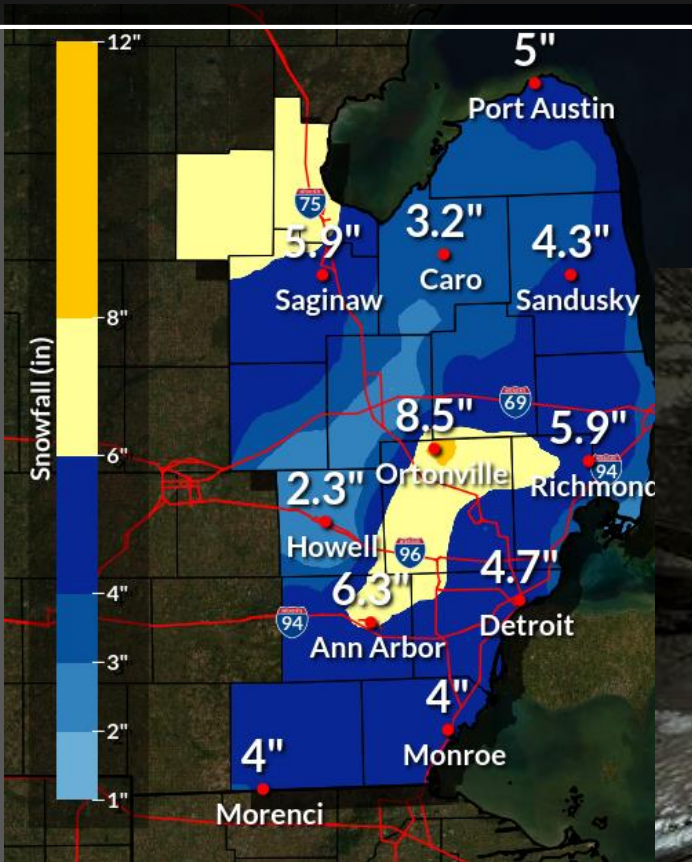 12"
8"
6"
4"
3"
2"
1"
Snowfall (in)
5"
Port Austin
75
5.9"
Saginaw
3.2"
Caro
4.3"
Sandusky
69
8.5"
Ortonville
5.9"
94
Richmond
2.3"
Howell
96
6.3"
94
Ann Arbor
4.7"
Detroit
4"
Monroe
4"
Morenci